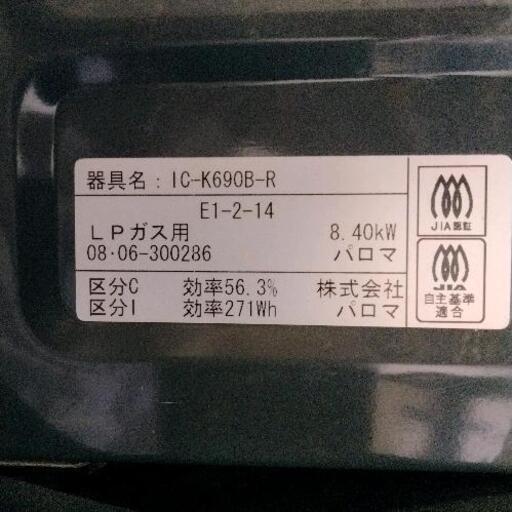 器具名：IC-K690B-R
E1-2-14
LPガス用 8.40kW
08・06-300286 パロマ
区分C 効率56.3% 株式会社
区分I 効率271Wh パロマ
JIA認証
JIA
自主基準
適合